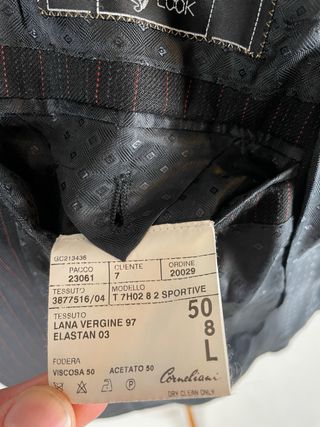 LOOK
GC213436
PACCO CLIENTE ORDINE
23061 7 20029
TESSUTO MODELLO
3877516/04 T 7H02 8 2 SPORTIVE
TESSUTO
LANA VERGINE 97
ELASTAN 03
50
8
L
FODERA
VISCOSA 50 ACETATO 50
Corneliani
DRY CLEAN ONLY